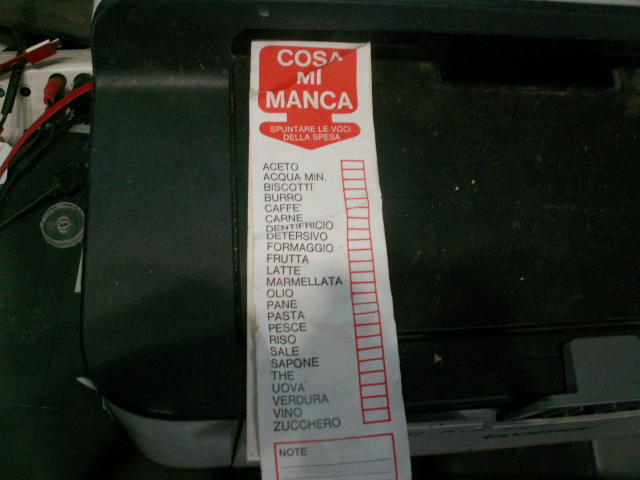 COSA
MI
MANCA
SPUNTARE LE VOCI
DELLA SPESA
ACETO
ACQUA MIN.
BISCOTTI
BURRO
CAFFE'
CARNE
DENTIFRICIO
DETERSIVO
FORMAGGIO
FRUTTA
LATTE
MARMELLATA
OLIO
PANE
PASTA
PESCE
RISO
SALE
SAPONE
THE
UOVA
VERDURA
VINO
ZUCCHERO
NOTE